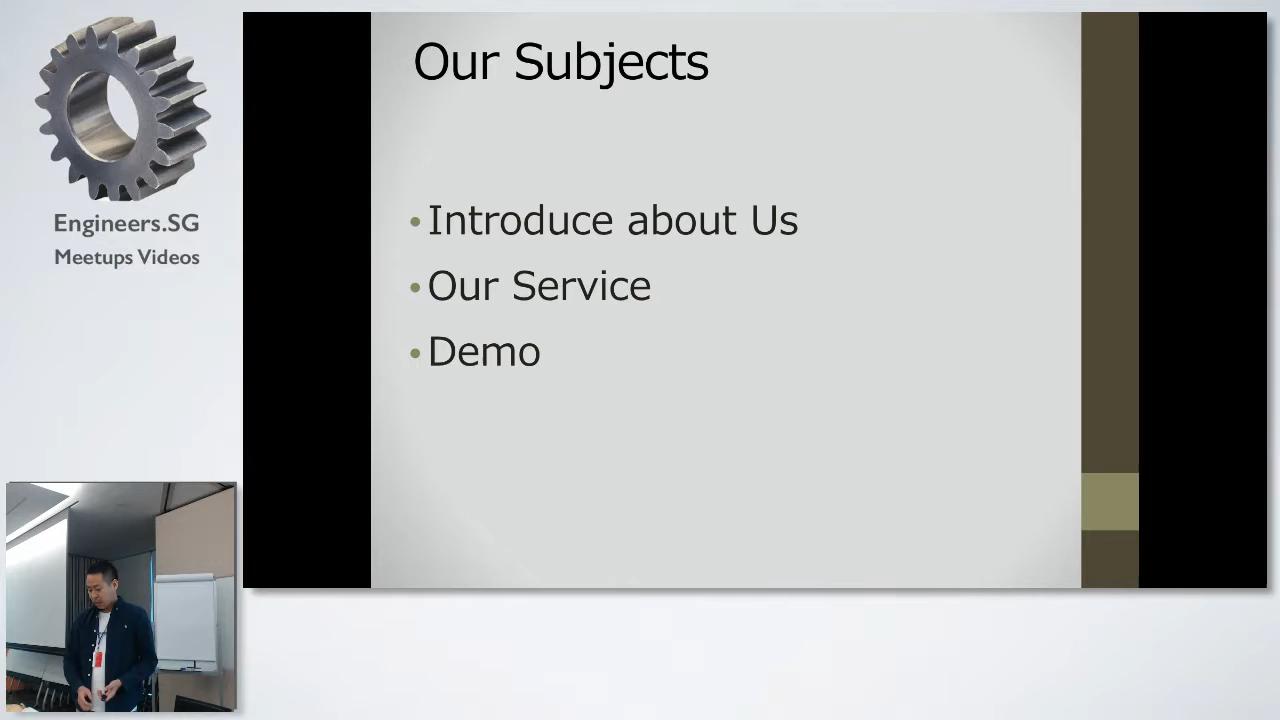 Engineers.SG
Meetups Videos
Our Subjects
• Introduce about Us
• Our Service
• Demo